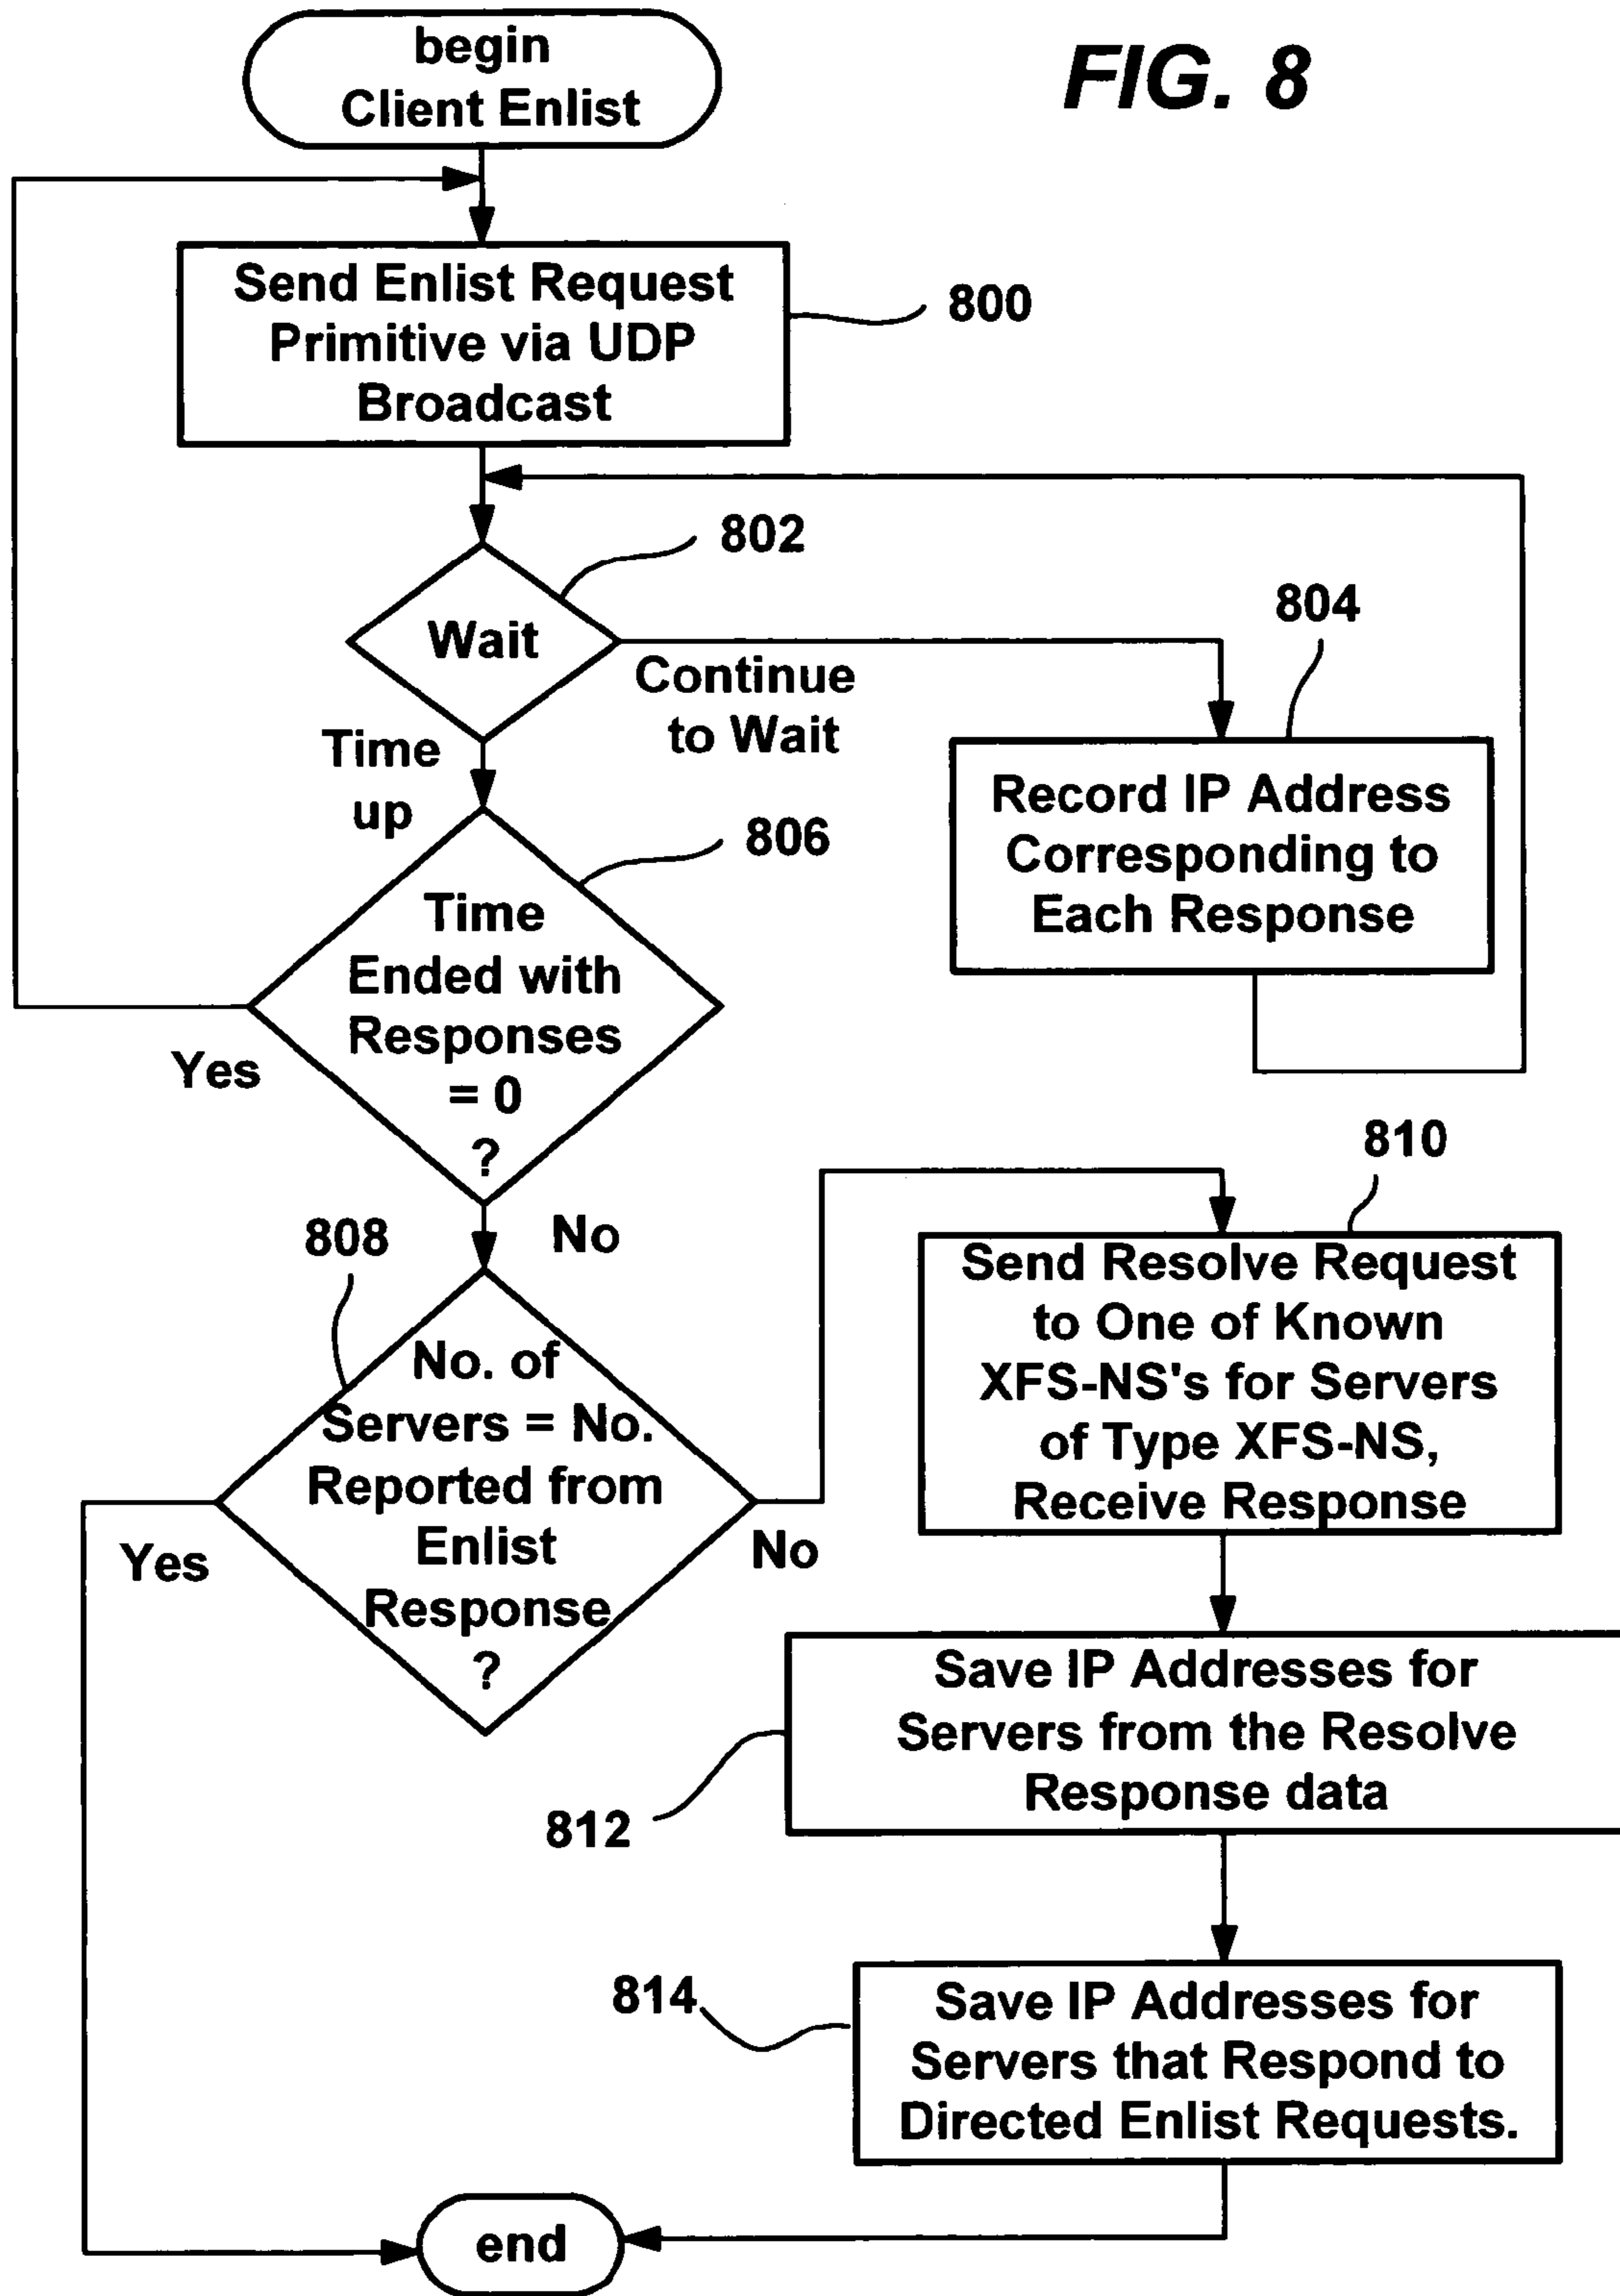 begin
Client Enlist
FIG. 8
Send Enlist Request
Primitive via UDP
Broadcast
800
802
Wait
Continue
to Wait
804
Time
up
Record IP Address
Corresponding to
Each Response
806
Time
Ended with
Responses
= 0
?
Yes
No
808
No. of
Servers = No.
Reported from
Enlist
Response
?
Yes
No
810
Send Resolve Request
to One of Known
XFS-NS's for Servers
of Type XFS-NS,
Receive Response
Save IP Addresses for
Servers from the Resolve
Response data
812
814
Save IP Addresses for
Servers that Respond to
Directed Enlist Requests.
end